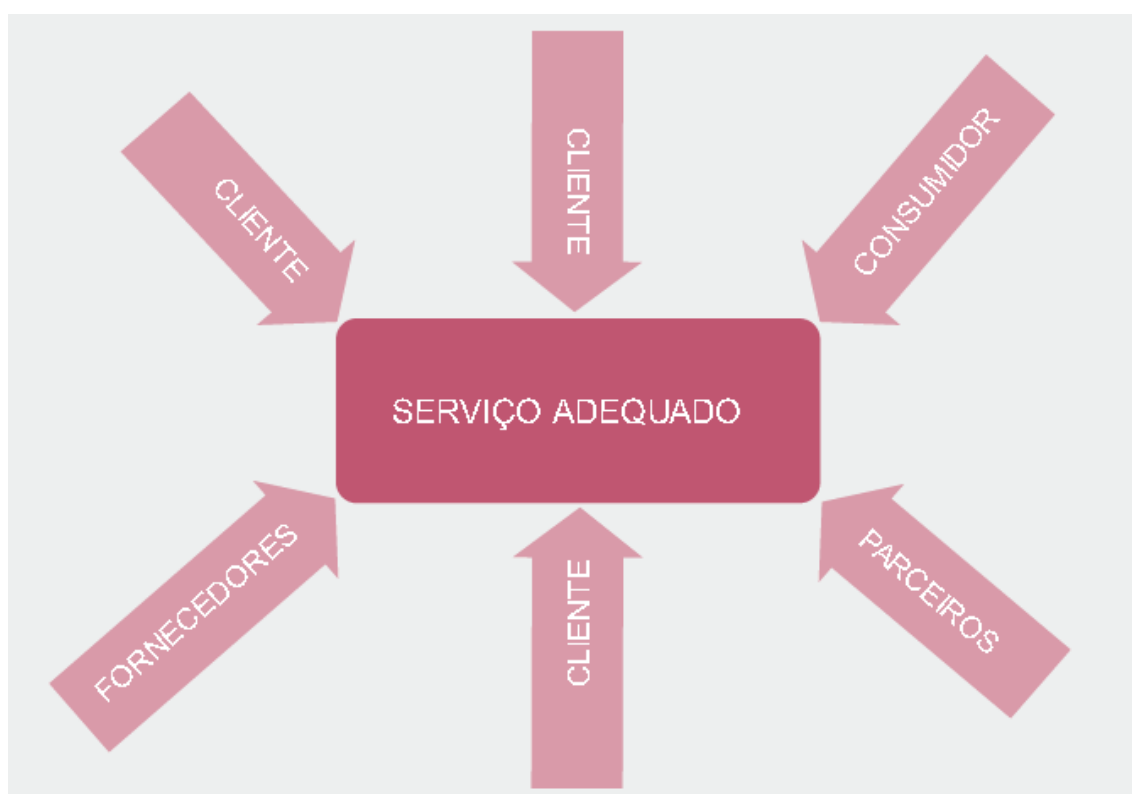 CLIENTE
CLIENTE
CONSUMIDOR
SERVIÇO ADEQUADO
FORNECEDORES
CLIENTE
PARCEIROS